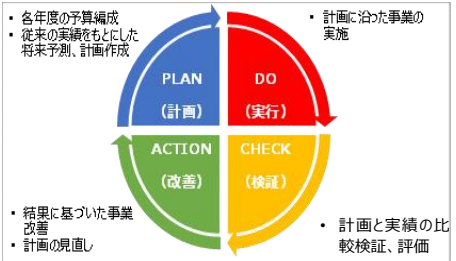 • 各年度の予算編成
• 従来の実績をもとにした
将来予測、計画作成
• 計画に沿った事業の
実施
PLAN
(計画)
DO
(実行)
ACTION
(改善)
CHECK
(検証)
• 結果に基づいた事業
改善
• 計画の見直し
• 計画と実績の比
較検証、評価